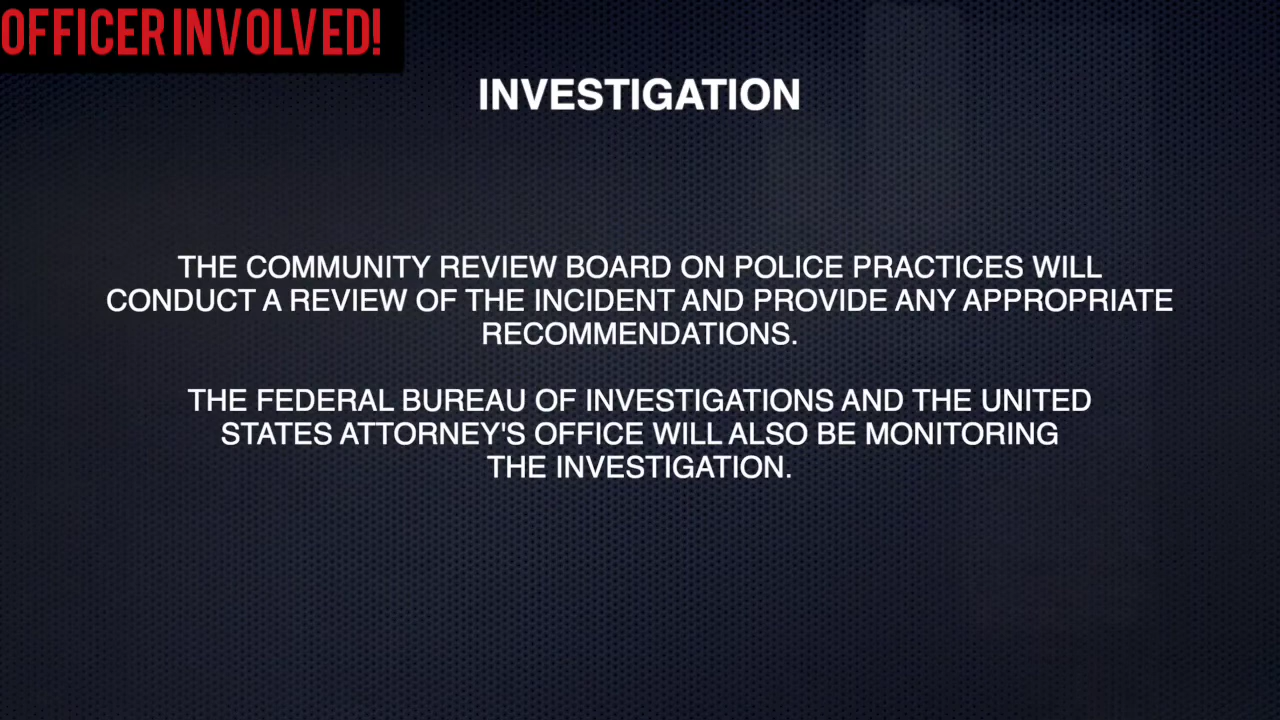 OFFICER INVOLVED!
INVESTIGATION
THE COMMUNITY REVIEW BOARD ON POLICE PRACTICES WILL
CONDUCT A REVIEW OF THE INCIDENT AND PROVIDE ANY APPROPRIATE
RECOMMENDATIONS.
THE FEDERAL BUREAU OF INVESTIGATIONS AND THE UNITED
STATES ATTORNEY'S OFFICE WILL ALSO BE MONITORING
THE INVESTIGATION.